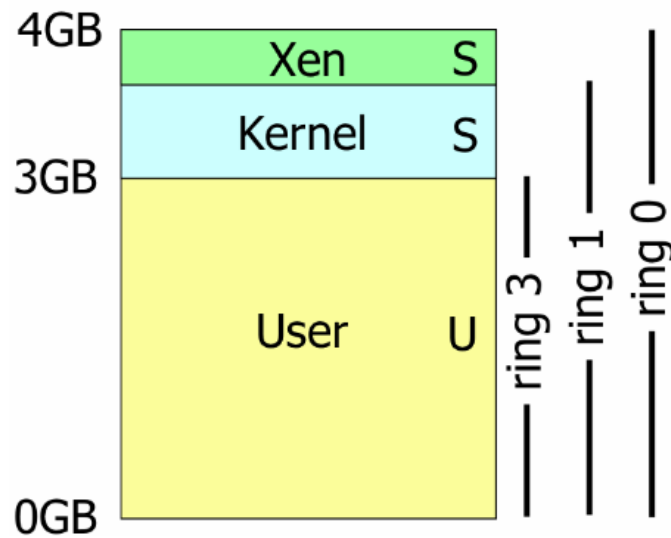 4GB
Xen S
Kernel S
3GB
User U
0GB
ring 3
ring 1
ring 0